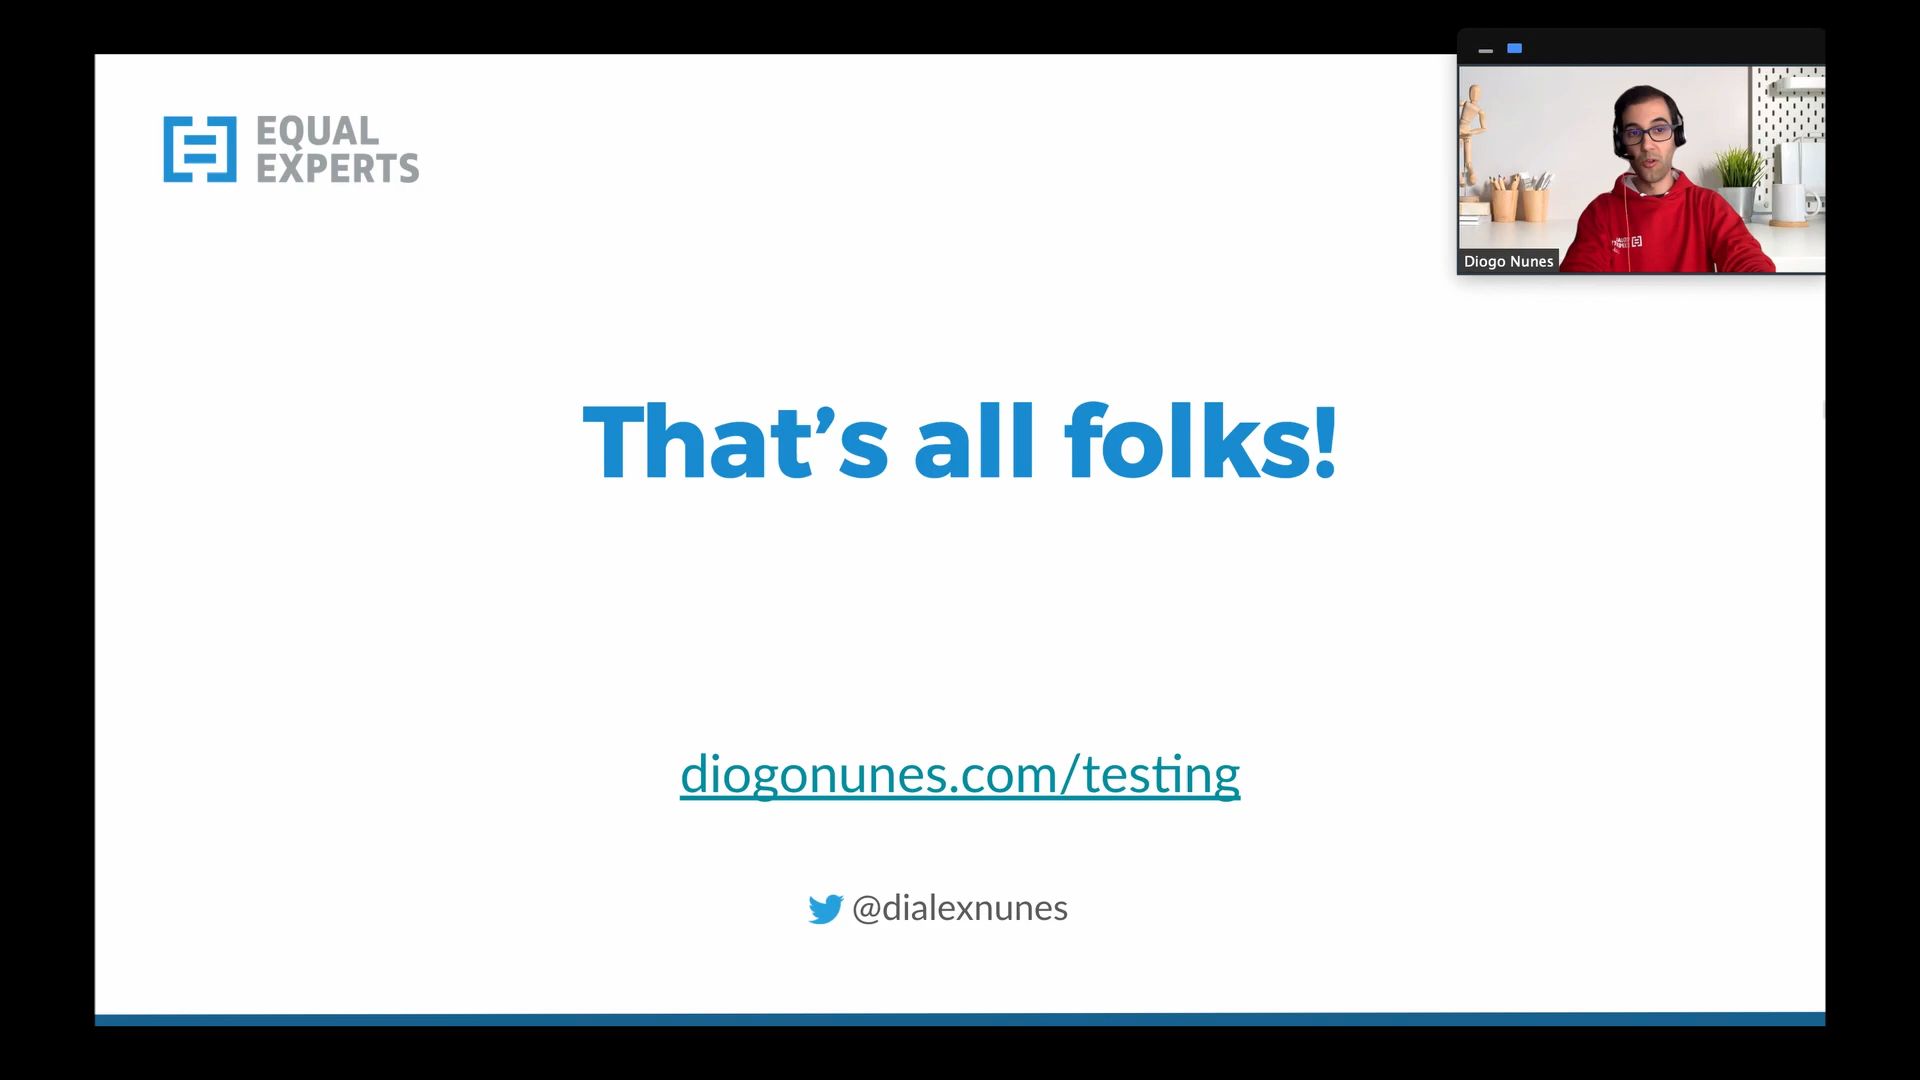 EQUAL
EXPERTS
Diogo Nunes
That's all folks!
diogonunes.com/testing
@dialexnunes